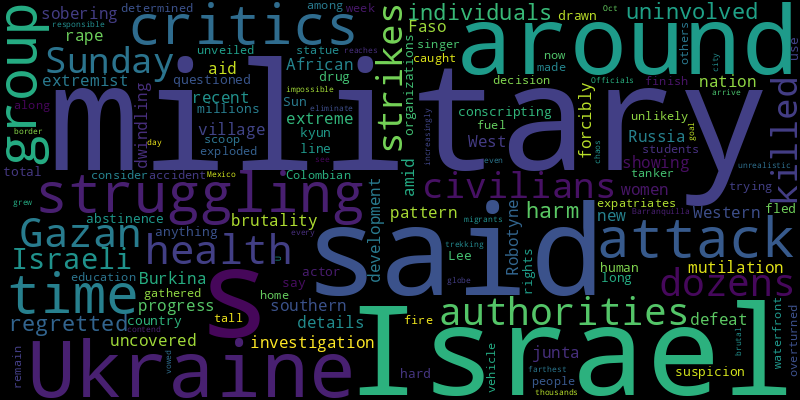 sobering
critics
responsible
determined
among
week
drawn
Oct
individuals
uninvolved
rape
unveiled
statue
reaches
Faso
around
use
group
Sunday
African
strikes
singer
caught
organizations
now
made
others
city
extremist
questioned
aid
drug
decision
Officials
finish
nation
arrive
military
along
recent
millions
Sun
impossible
eliminate
extreme
conscripting
fuel
forcibly
unlikely
killed
dwindling
village
kyun
Russia
students
goal
border
day
scoop
exploded
line
increasingly
West
chaos
showing
tanker
unrealistic
total
consider
accident
Mexico
Colombian
see
amid
even
women
trying
struggling
civilians
expatriates
fled
grew
abstinence
brutality
development
pattern
migrants
Robotyne
harm
new
Barranquilla
Western
Gazan
anything
every
said
trekking
Lee
attack
Israeli
health
u
rights
human
long
mutilation
education
actor
say
globe
time
Burkina
s
home
dozens
gathered
progress
southern
Israel
authorities
regretted
country
contend
tall
details
fire
defeat
brutal
waterfront
overturned
uncovered
investigation
vehicle
junta
remain
Ukraine
vowed
hard
people
farthest
thousands
suspicion